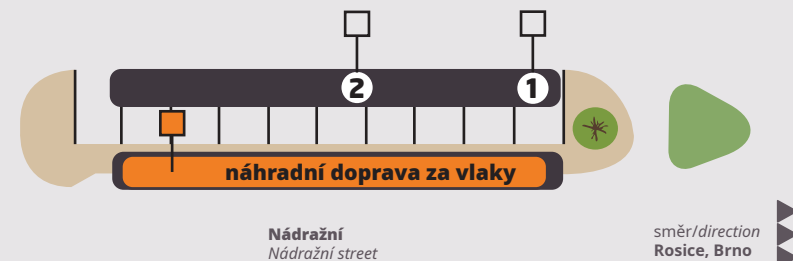 2
1
náhradní doprava za vlaky
Nádražní
Nádražní street
směr/direction
Rosice, Brno